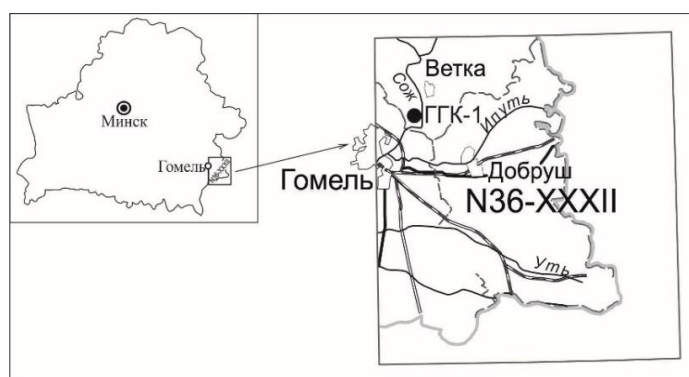 Минск
Гомель
Ветка
Сож
ГГК-1
Ипуть
Гомель
Добруш
N36-XXXII
Уть